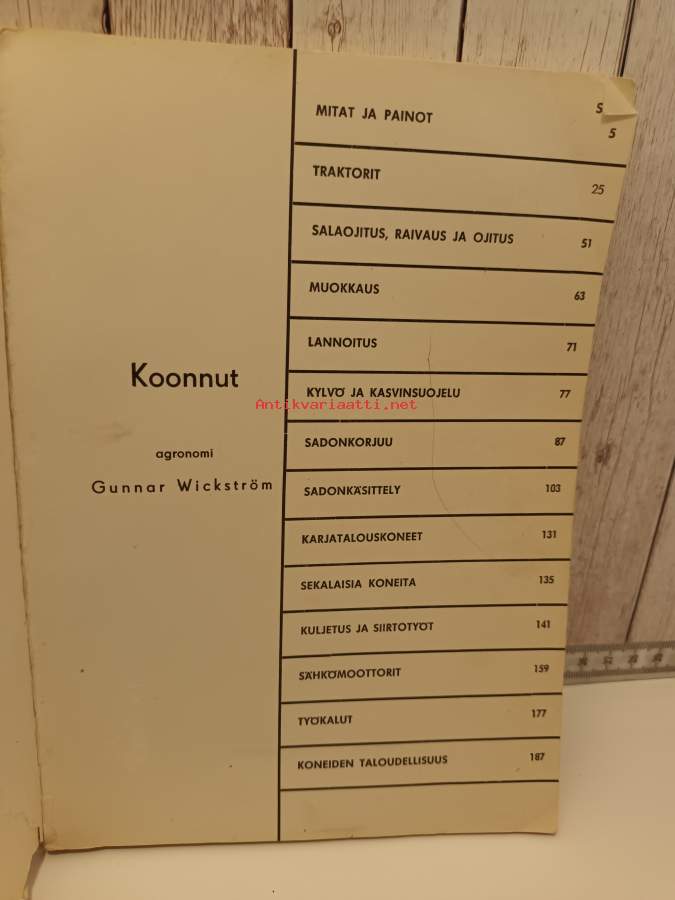 Koonnut
agronomi
Gunnar Wickström
S
MITAT JA PAINOT 5
TRAKTORIT 25
SALAOJITUS, RAIVAUS JA OJITUS 51
MUOKKAUS 63
LANNOITUS 71
KYLVÖ JA KASVINSUOJELU 77
Antikvariaatti.net
SADONKORJUU 87
SADONKÄSITTELY 103
KARJATALOUSKONEET 131
SEKALAISIA KONEITA 135
KULJETUS JA SIIRTOTYÖT 141
SÄHKÖMOOTTORIT 159
TYÖKALUT 177
KONEIDEN TALOUDELLISUUS 187